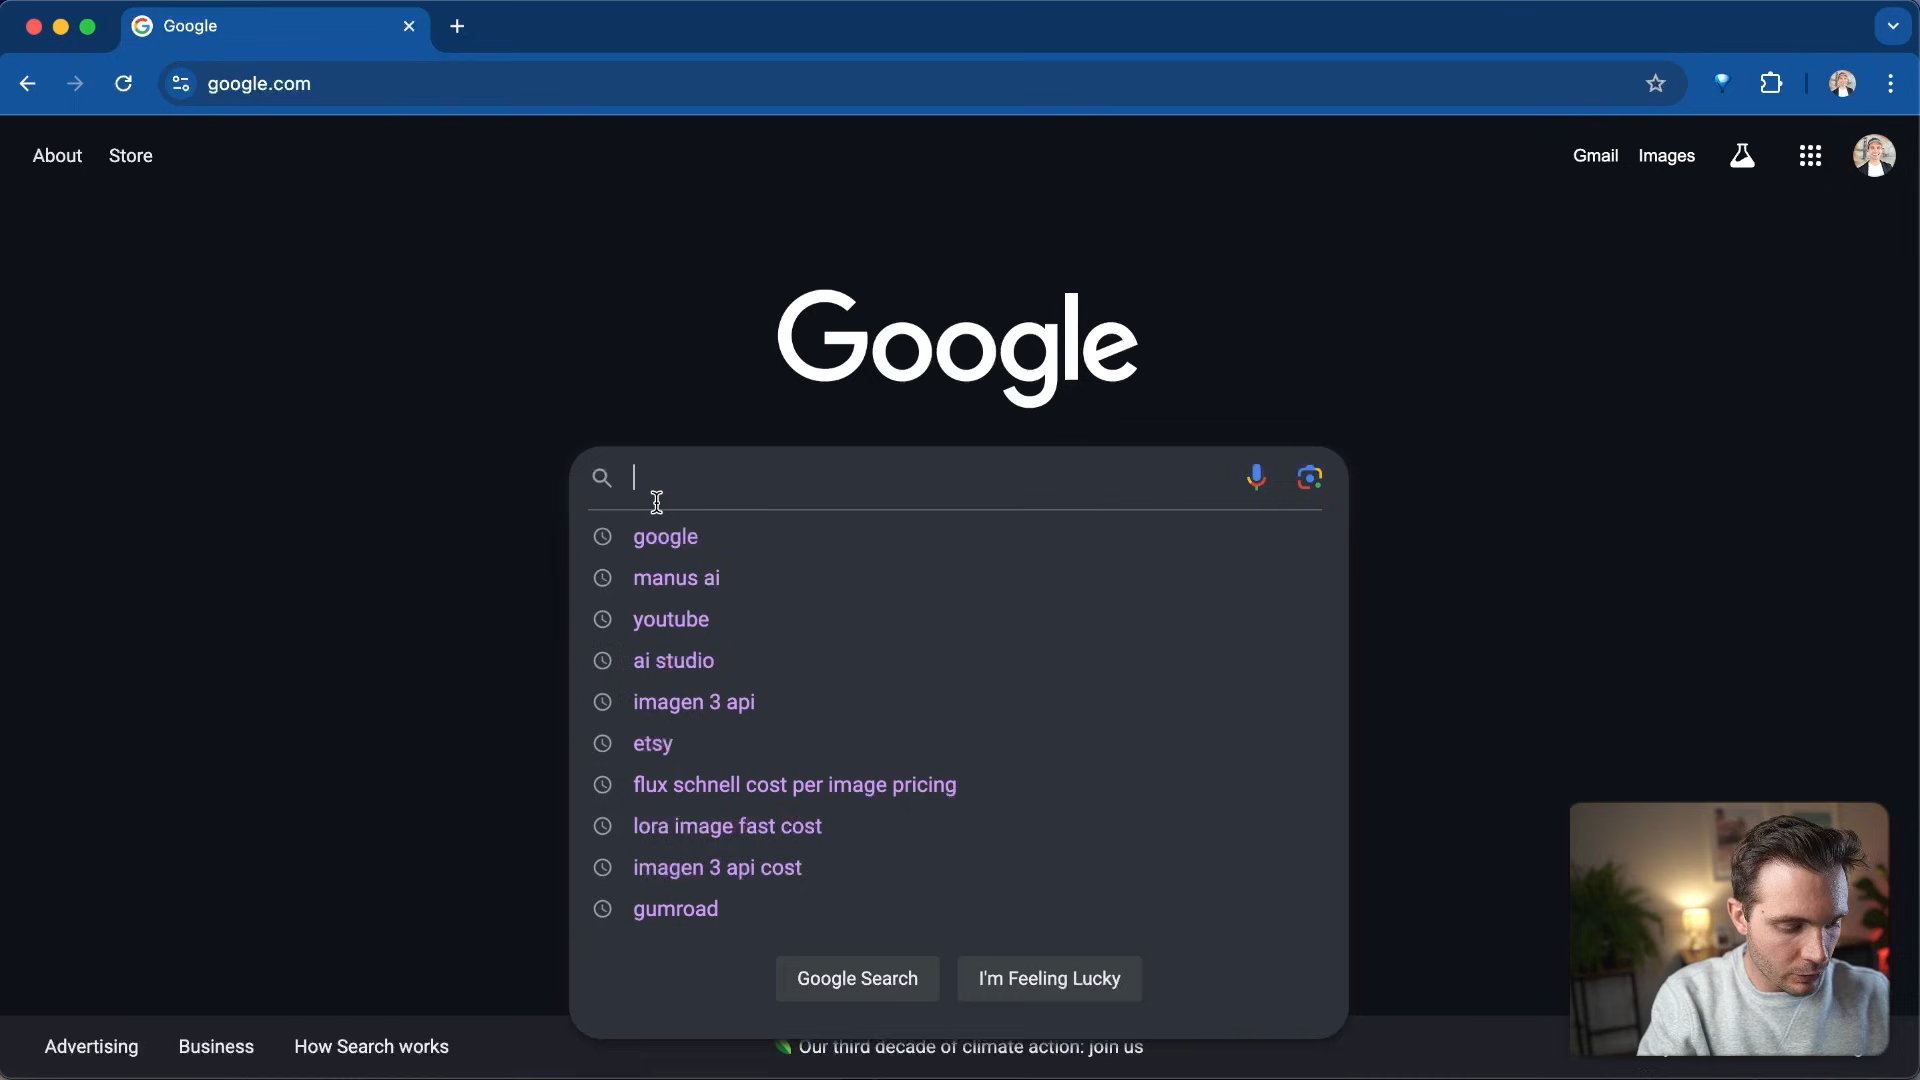 Google
google.com
About Store
Gmail Images
Google
google
manus ai
youtube
ai studio
imagen 3 api
etsy
flux schnell cost per image pricing
lora image fast cost
imagen 3 api cost
gumroad
Google Search I'm Feeling Lucky
Advertising Business How Search works
Our third decade of climate action: join us